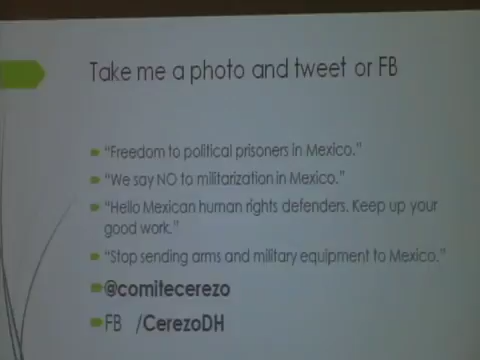 Take me a photo and tweet or FB
"Freedom to political prisoners in Mexico."
"We say NO to militarization in Mexico."
"Hello Mexican human rights defenders. Keep up your
good work."
"Stop sending arms and military equipment to Mexico."
@comitecerezo
FB /CerezoDH